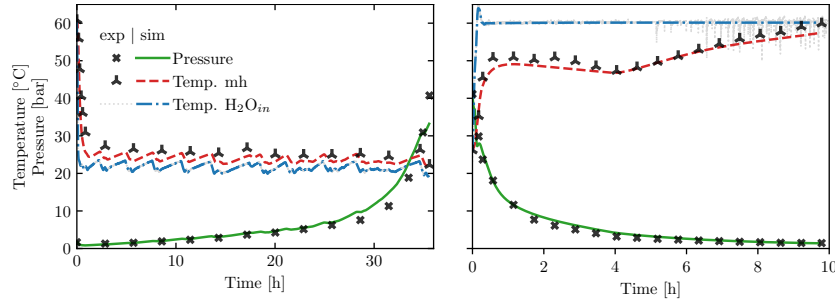 60
50
40
30
20
10
0
Temperature [°C]
Pressure [bar]
exp | sim
Pressure
Temp. mh
Temp. H₂O_in
0 10 20 30
Time [h]
0 2 4 6 8 10
Time [h]